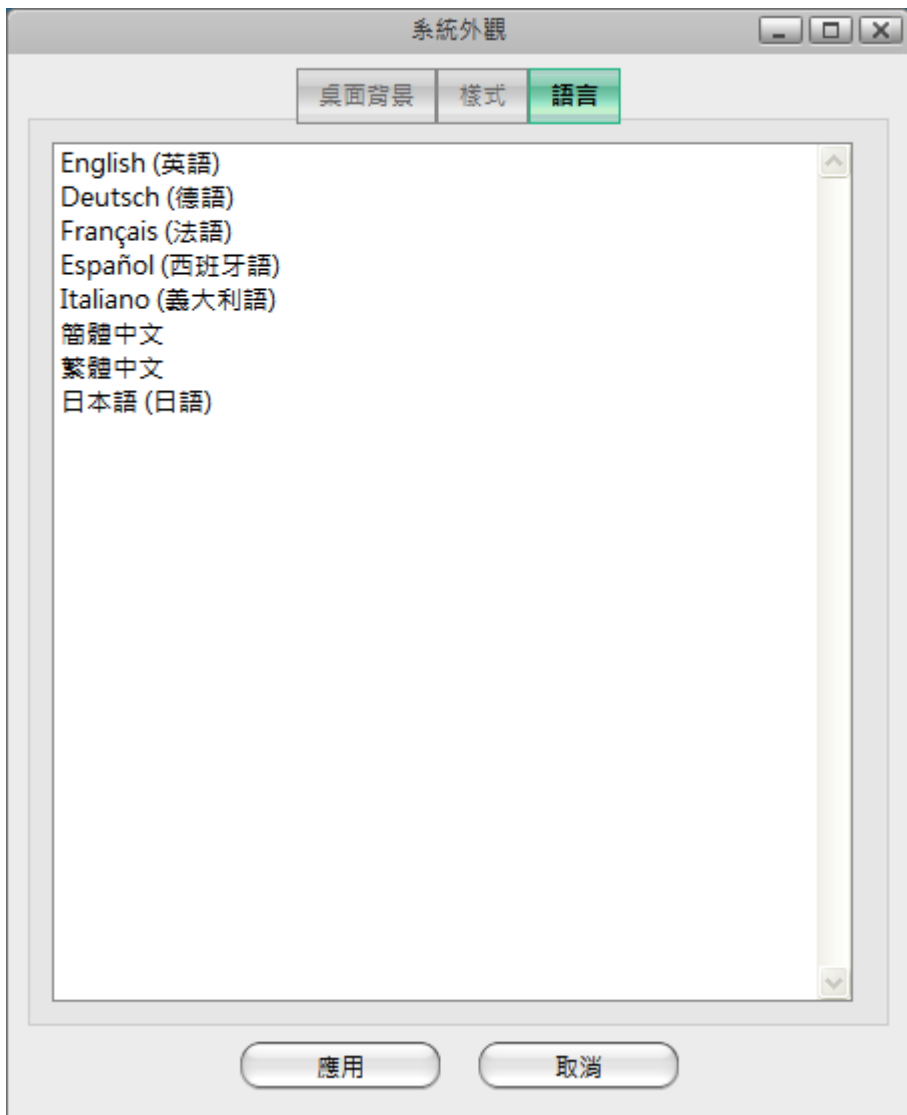 系統外觀
桌面背景 樣式 語言
English (英語)
Deutsch (德語)
Français (法語)
Español (西班牙語)
Italiano (義大利語)
簡體中文
繁體中文
日本語 (日語)
應用 取消